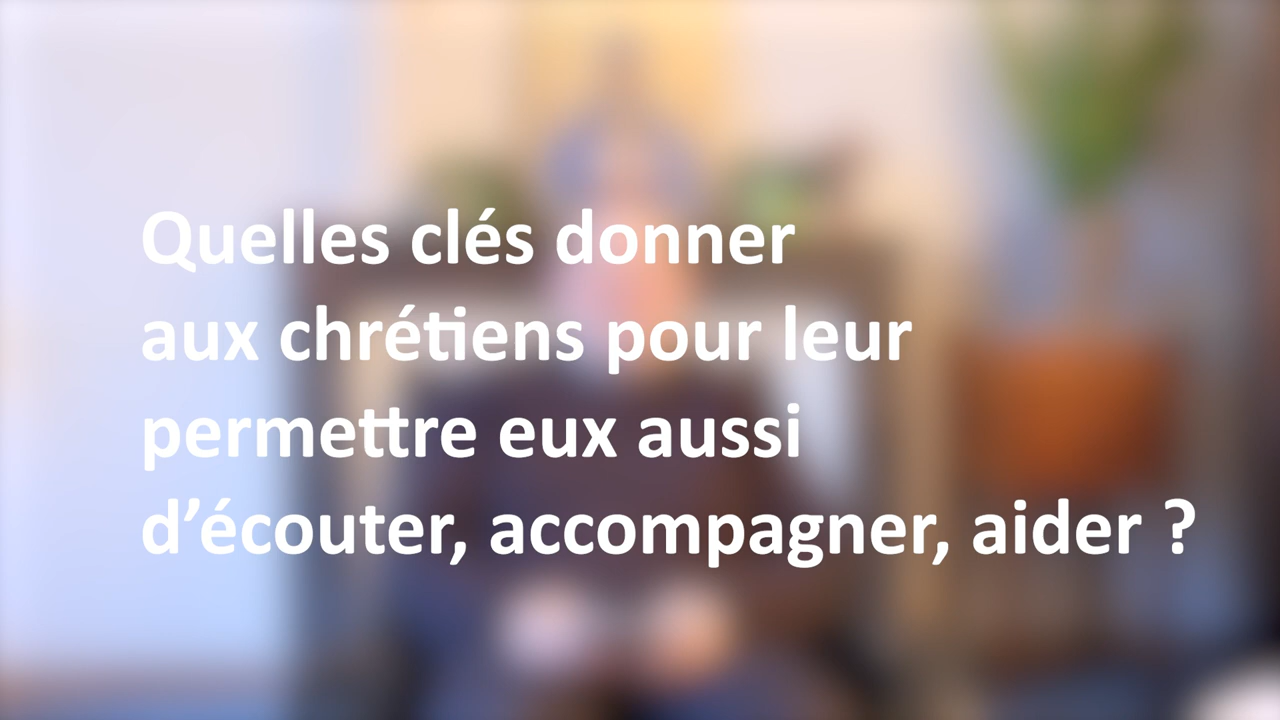 Quelles clés donner
aux chrétiens pour leur
permettre eux aussi
d’écouter, accompagner, aider ?